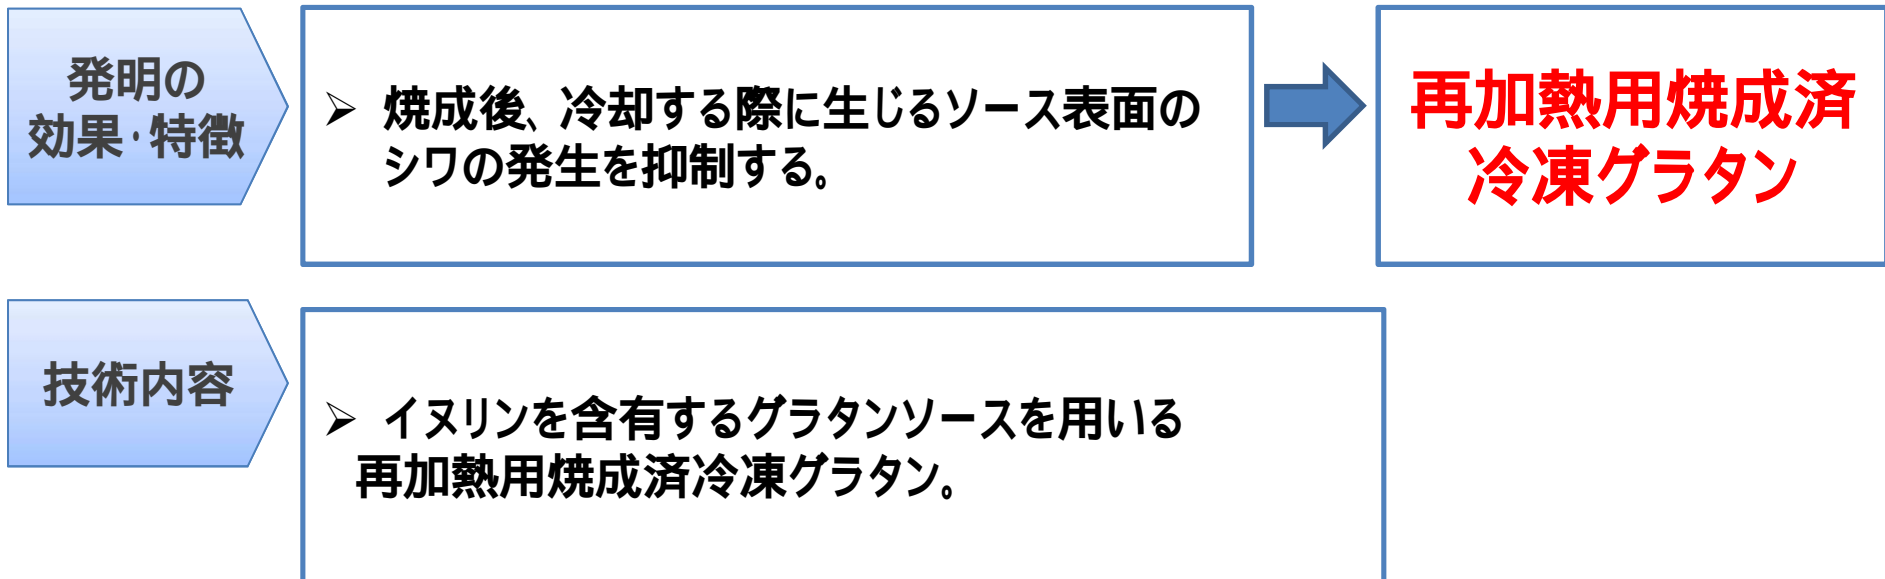 発明の
効果・特徴
➢ 焼成後、冷却する際に生じるソース表面の
シワの発生を抑制する。
再加熱用焼成済
冷凍グラタン
技術内容
➢ イヌリンを含有するグラタンソースを用いる
再加熱用焼成済冷凍グラタン。